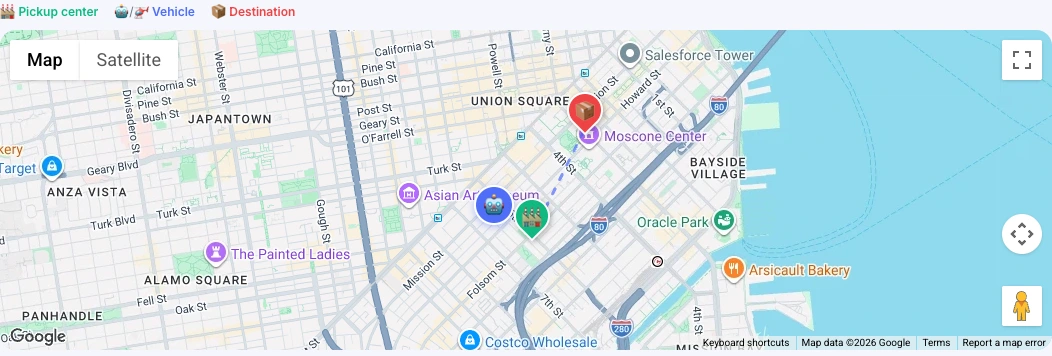 Pickup center / Vehicle Destination
Map Satellite
California St
Pine St
Bush St
Powell St
Salesforce Tower
California St
Pine St
Bush St
Webster St
Divisadero St
101
UNION SQUARE
Howard St
1st St
80
JAPANTOWN
Post St
Geary St
O'Farrell St
Moscone Center
kery
Target
Geary Blvd
Turk St
4th St
BAYSIDE
VILLAGE
ANZA VISTA
Asian Art Museum
Turk St
Turk Blvd
Gough St
80
Oracle Park
The Painted Ladies
Mission St
Folsom St
Arsicault Bakery
ALAMO SQUARE
Fell St
Oak St
7th St
PANHANDLE
280
Google
Costco Wholesale
Keyboard shortcuts Map data ©2026 Google Terms Report a map error